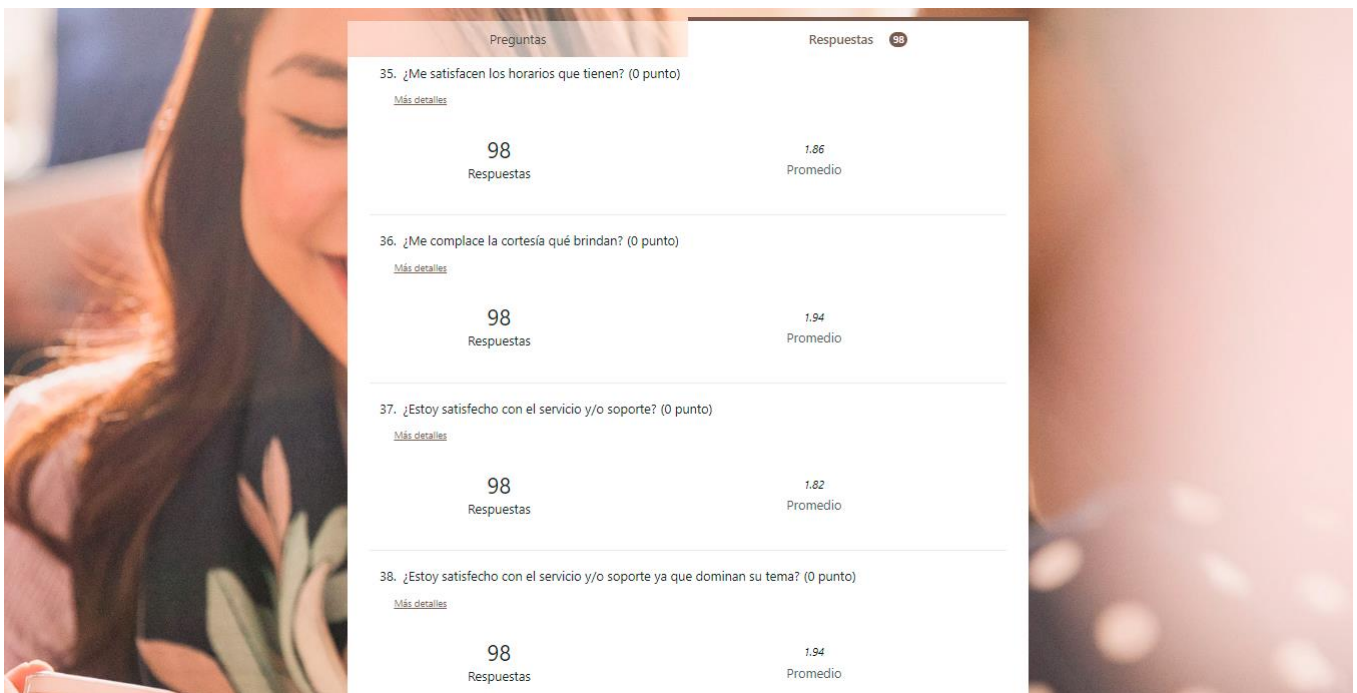 Preguntas
Respuestas 98
35. ¿Me satisfacen los horarios que tienen? (0 punto)
Más detalles
98 1.86
Respuestas Promedio
36. ¿Me complace la cortesía qué brindan? (0 punto)
Más detalles
98 1.94
Respuestas Promedio
37. ¿Estoy satisfecho con el servicio y/o soporte? (0 punto)
Más detalles
98 1.82
Respuestas Promedio
38. ¿Estoy satisfecho con el servicio y/o soporte ya que dominan su tema? (0 punto)
Más detalles
98 1.94
Respuestas Promedio